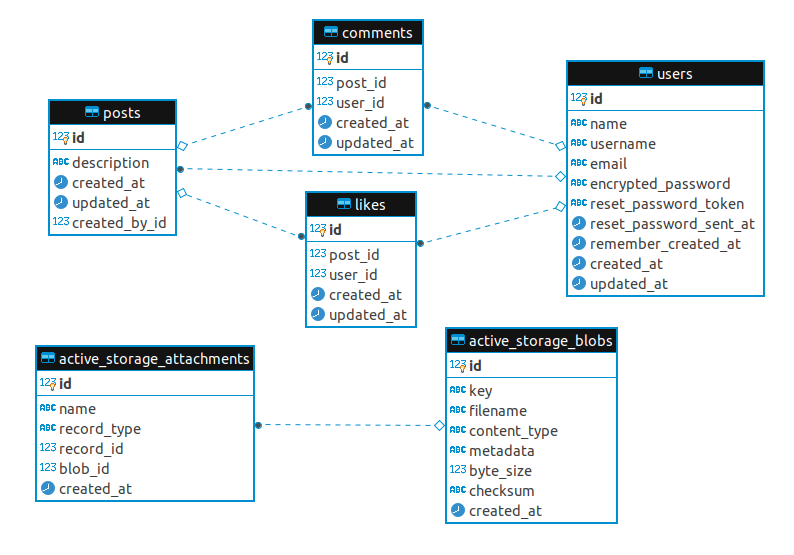 comments
123 id
123 post_id
123 user_id
created_at
updated_at
users
123 id
ABC name
ABC username
ABC email
ABC encrypted_password
ABC reset_password_token
reset_password_sent_at
remember_created_at
created_at
updated_at
posts
123 id
ABC description
created_at
updated_at
123 created_by_id
likes
123 id
123 post_id
123 user_id
created_at
updated_at
active_storage_attachments
123 id
ABC name
ABC record_type
123 record_id
123 blob_id
created_at
active_storage_blobs
123 id
ABC key
ABC filename
ABC content_type
ABC metadata
123 byte_size
ABC checksum
created_at